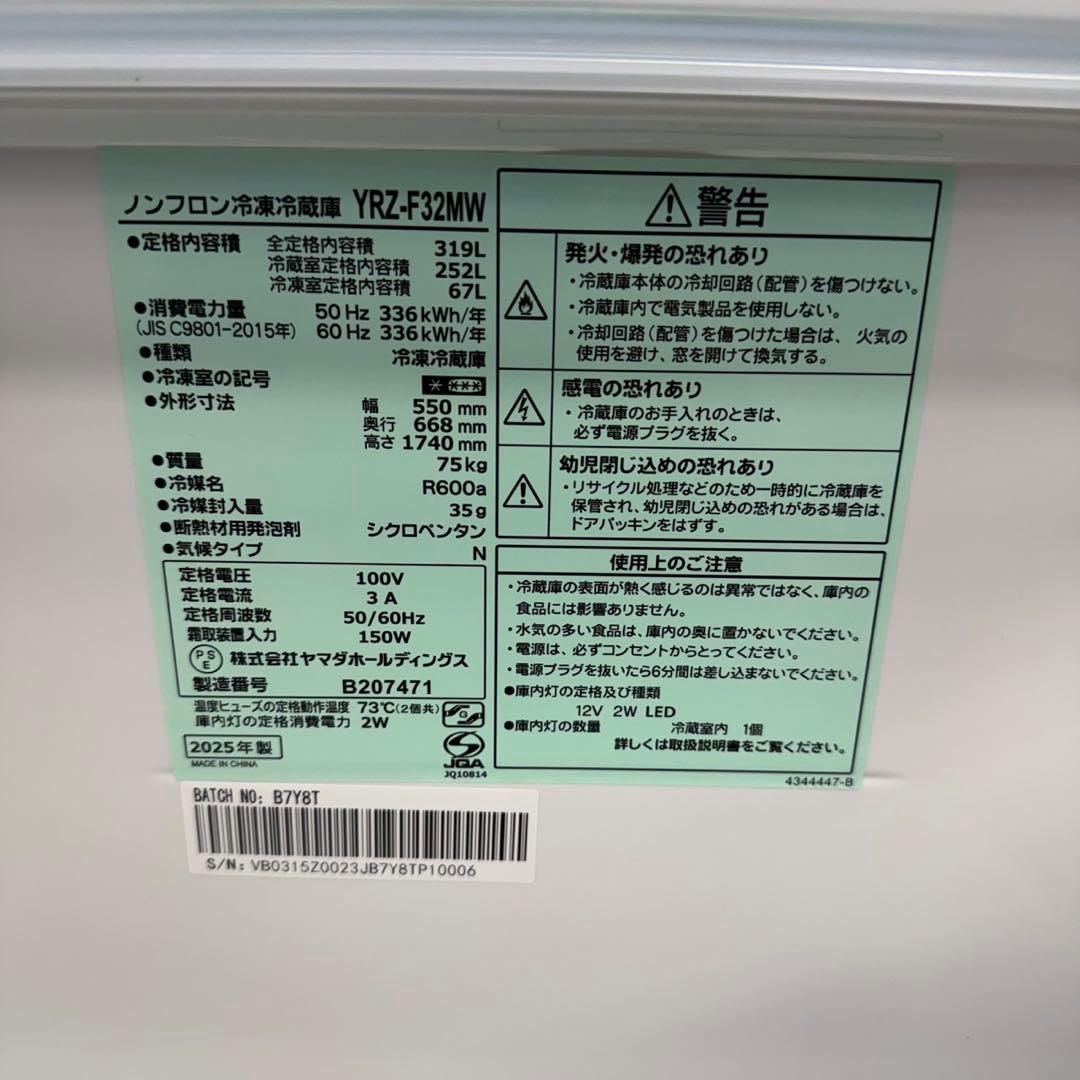 ノンフロン冷凍冷蔵庫 YRZ-F32MW
●定格内容積 全定格内容積 319L
冷蔵室定格内容積 252L
冷凍室定格内容積 67L
●消費電力量 50Hz 336kWh/年
(JIS C9801-2015年) 60Hz 336kWh/年
●種類 冷凍冷蔵庫
●冷凍室の記号
●外形寸法 幅 550mm
奥行 668mm
高さ 1740mm
●質量 75kg
●冷媒名 R600a
●冷媒封入量 35g
●断熱材用発泡剤 シクロペンタン
●気候タイプ N
定格電圧 100V
定格電流 3A
定格周波数 50/60Hz
霜取装置入力 150W
PSE 株式会社ヤマダホールディングス
製造番号 B207471
温度ヒューズの定格動作温度 73℃(2個共)
庫内灯の定格消費電力 2W
G
2025年製
MADE IN CHINA
JQA
JQ10814
警告
発火・爆発の恐れあり
・冷蔵庫本体の冷却回路(配管)を傷つけない。
・冷蔵庫内で電気製品を使用しない。
・冷却回路(配管)を傷つけた場合は、火気の
使用を避け、窓を開けて換気する。
感電の恐れあり
・冷蔵庫のお手入れのときは、
必ず電源プラグを抜く。
幼児閉じ込めの恐れあり
・リサイクル処理などのため一時的に冷蔵庫を
保管され、幼児閉じ込めの恐れがある場合は、
ドアパッキンをはずす。
使用上のご注意
・冷蔵庫の表面が熱く感じるのは異常ではなく、庫内の
食品には影響ありません。
・水気の多い食品は、庫内の奥に置かないでください。
・電源は、必ずコンセントからとってください。
・電源プラグを抜いたら6分間は差し込まないでください。
●庫内灯の定格及び種類
12V 2W LED
●庫内灯の数量 冷蔵室内 1個
詳しくは取扱説明書をご覧ください。
4344447-B
BATCH NO: B7Y8T
S/N: VB0315Z0023JB7Y8TP10006